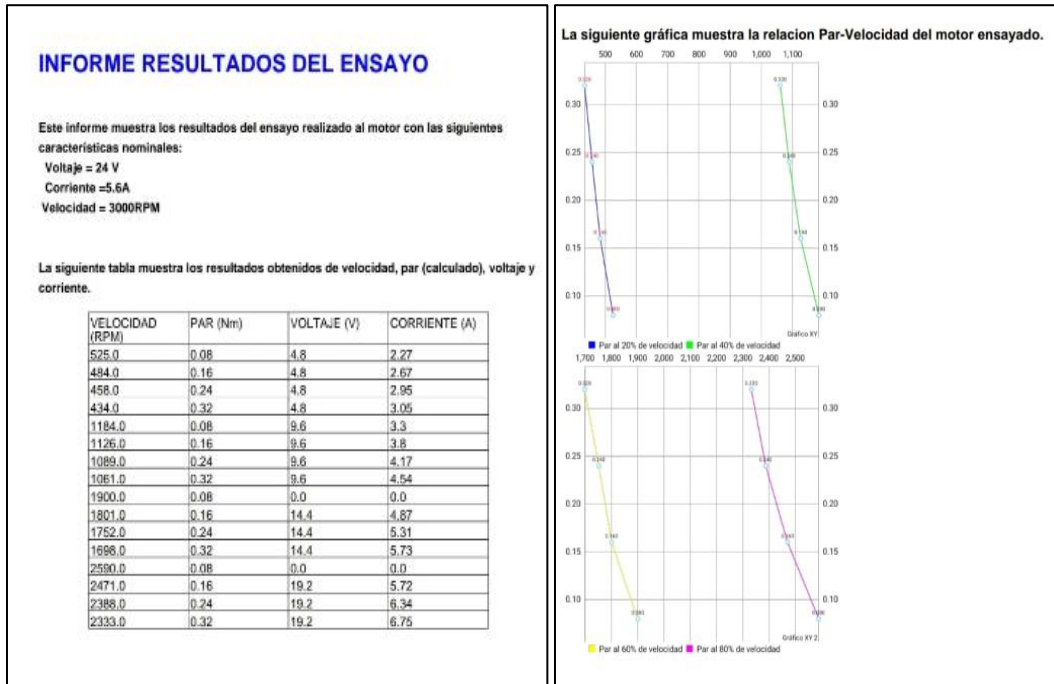 INFORME RESULTADOS DEL ENSAYO
Este informe muestra los resultados del ensayo realizado al motor con las siguientes
características nominales:
Voltaje = 24 V
Corriente =5.6A
Velocidad = 3000RPM
La siguiente tabla muestra los resultados obtenidos de velocidad, par (calculado), voltaje y
corriente.
VELOCIDAD (RPM) PAR (Nm) VOLTAJE (V) CORRIENTE (A)
525.0 0.08 4.8 2.27
484.0 0.16 4.8 2.67
458.0 0.24 4.8 2.95
434.0 0.32 4.8 3.05
1184.0 0.08 9.6 3.3
1126.0 0.16 9.6 3.8
1089.0 0.24 9.6 4.17
1061.0 0.32 9.6 4.54
1900.0 0.08 0.0 0.0
1801.0 0.16 14.4 4.87
1752.0 0.24 14.4 5.31
1698.0 0.32 14.4 5.73
2590.0 0.08 0.0 0.0
2471.0 0.16 19.2 5.72
2388.0 0.24 19.2 6.34
2333.0 0.32 19.2 6.75
La siguiente gráfica muestra la relacion Par-Velocidad del motor ensayado.
500 600 700 800 900 1,000 1,100
0.30 0.30
0.25 0.25
0.20 0.20
0.15 0.15
0.10 0.10
Gráfico XY
Par al 20% de velocidad Par al 40% de velocidad
1,700 1,800 1,900 2,000 2,100 2,200 2,300 2,400 2,500
0.30 0.30
0.25 0.25
0.20 0.20
0.15 0.15
0.10 0.10
Gráfico XY 2
Par al 60% de velocidad Par al 80% de velocidad